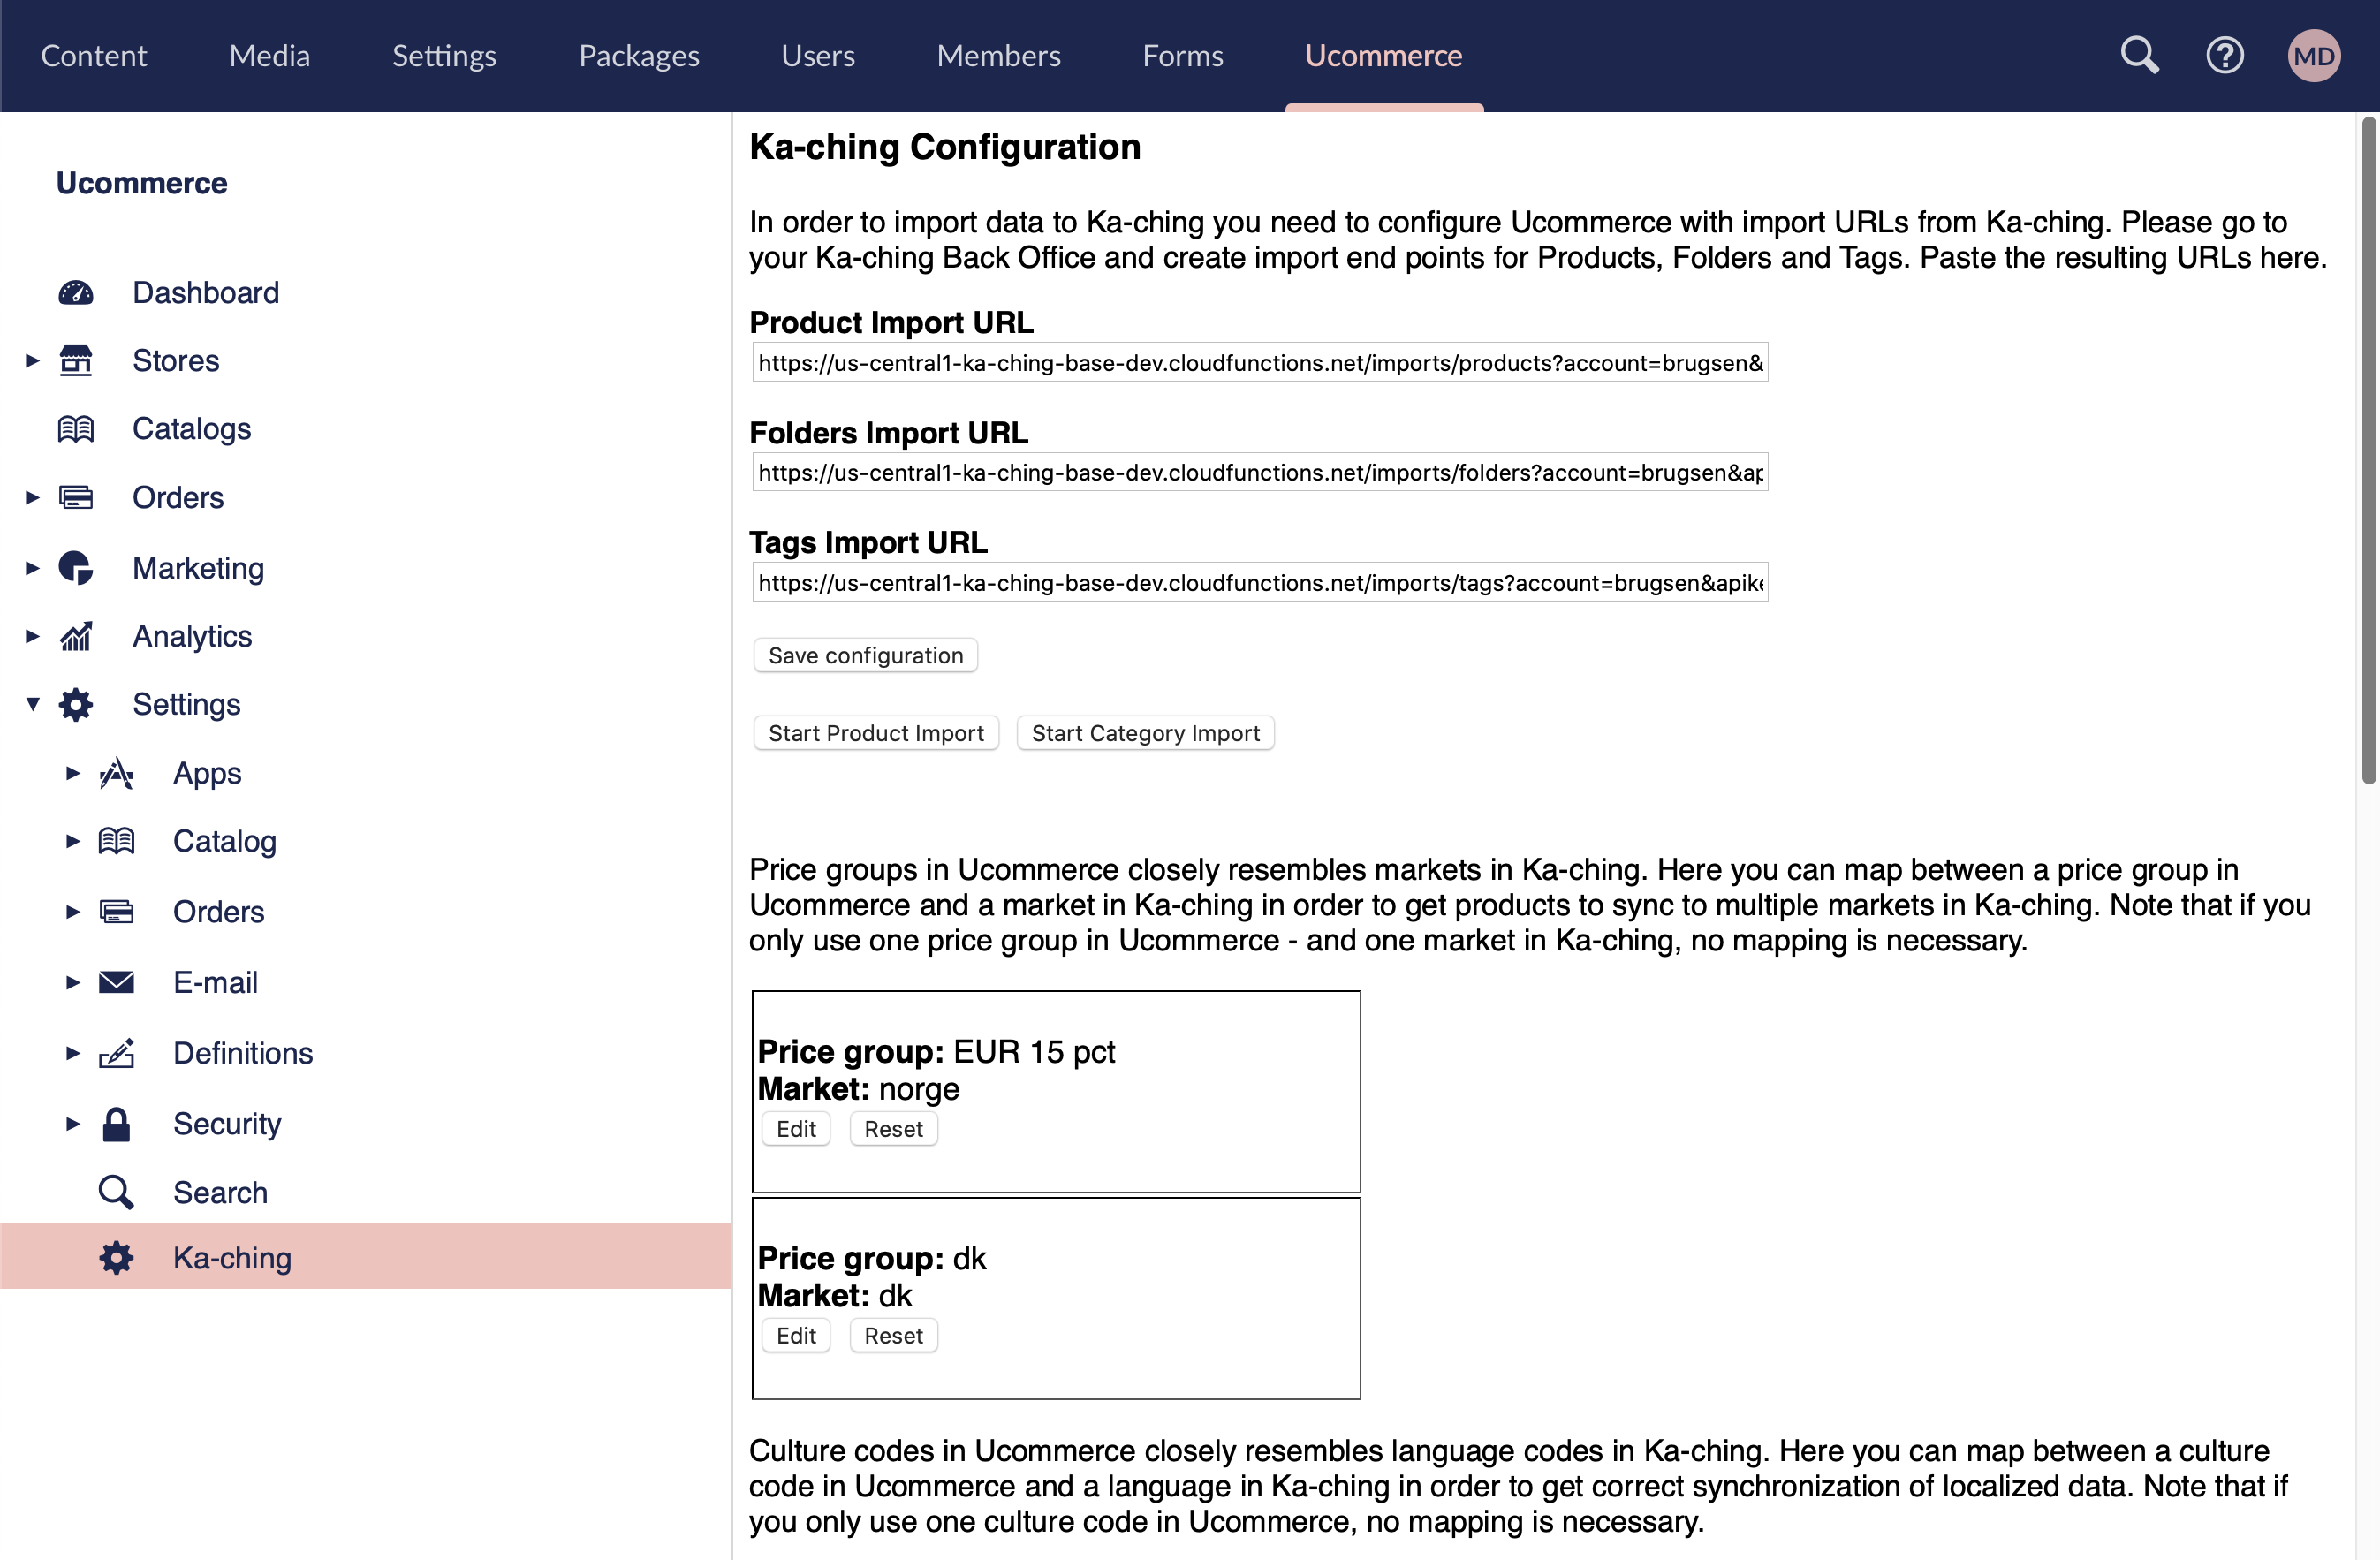 Content Media Settings Packages Users Members Forms Ucommerce MD
Ucommerce
Dashboard
Stores
Catalogs
Orders
Marketing
Analytics
Settings
Apps
Catalog
Orders
E-mail
Definitions
Security
Search
Ka-ching
Ka-ching Configuration
In order to import data to Ka-ching you need to configure Ucommerce with import URLs from Ka-ching. Please go to
your Ka-ching Back Office and create import end points for Products, Folders and Tags. Paste the resulting URLs here.
Product Import URL
https://us-central1-ka-ching-base-dev.cloudfunctions.net/imports/products?account=brugsen&
Folders Import URL
https://us-central1-ka-ching-base-dev.cloudfunctions.net/imports/folders?account=brugsen&ap
Tags Import URL
https://us-central1-ka-ching-base-dev.cloudfunctions.net/imports/tags?account=brugsen&apike
Save configuration
Start Product Import Start Category Import
Price groups in Ucommerce closely resembles markets in Ka-ching. Here you can map between a price group in
Ucommerce and a market in Ka-ching in order to get products to sync to multiple markets in Ka-ching. Note that if you
only use one price group in Ucommerce - and one market in Ka-ching, no mapping is necessary.
Price group: EUR 15 pct
Market: norge
Edit Reset
Price group: dk
Market: dk
Edit Reset
Culture codes in Ucommerce closely resembles language codes in Ka-ching. Here you can map between a culture
code in Ucommerce and a language in Ka-ching in order to get correct synchronization of localized data. Note that if
you only use one culture code in Ucommerce, no mapping is necessary.